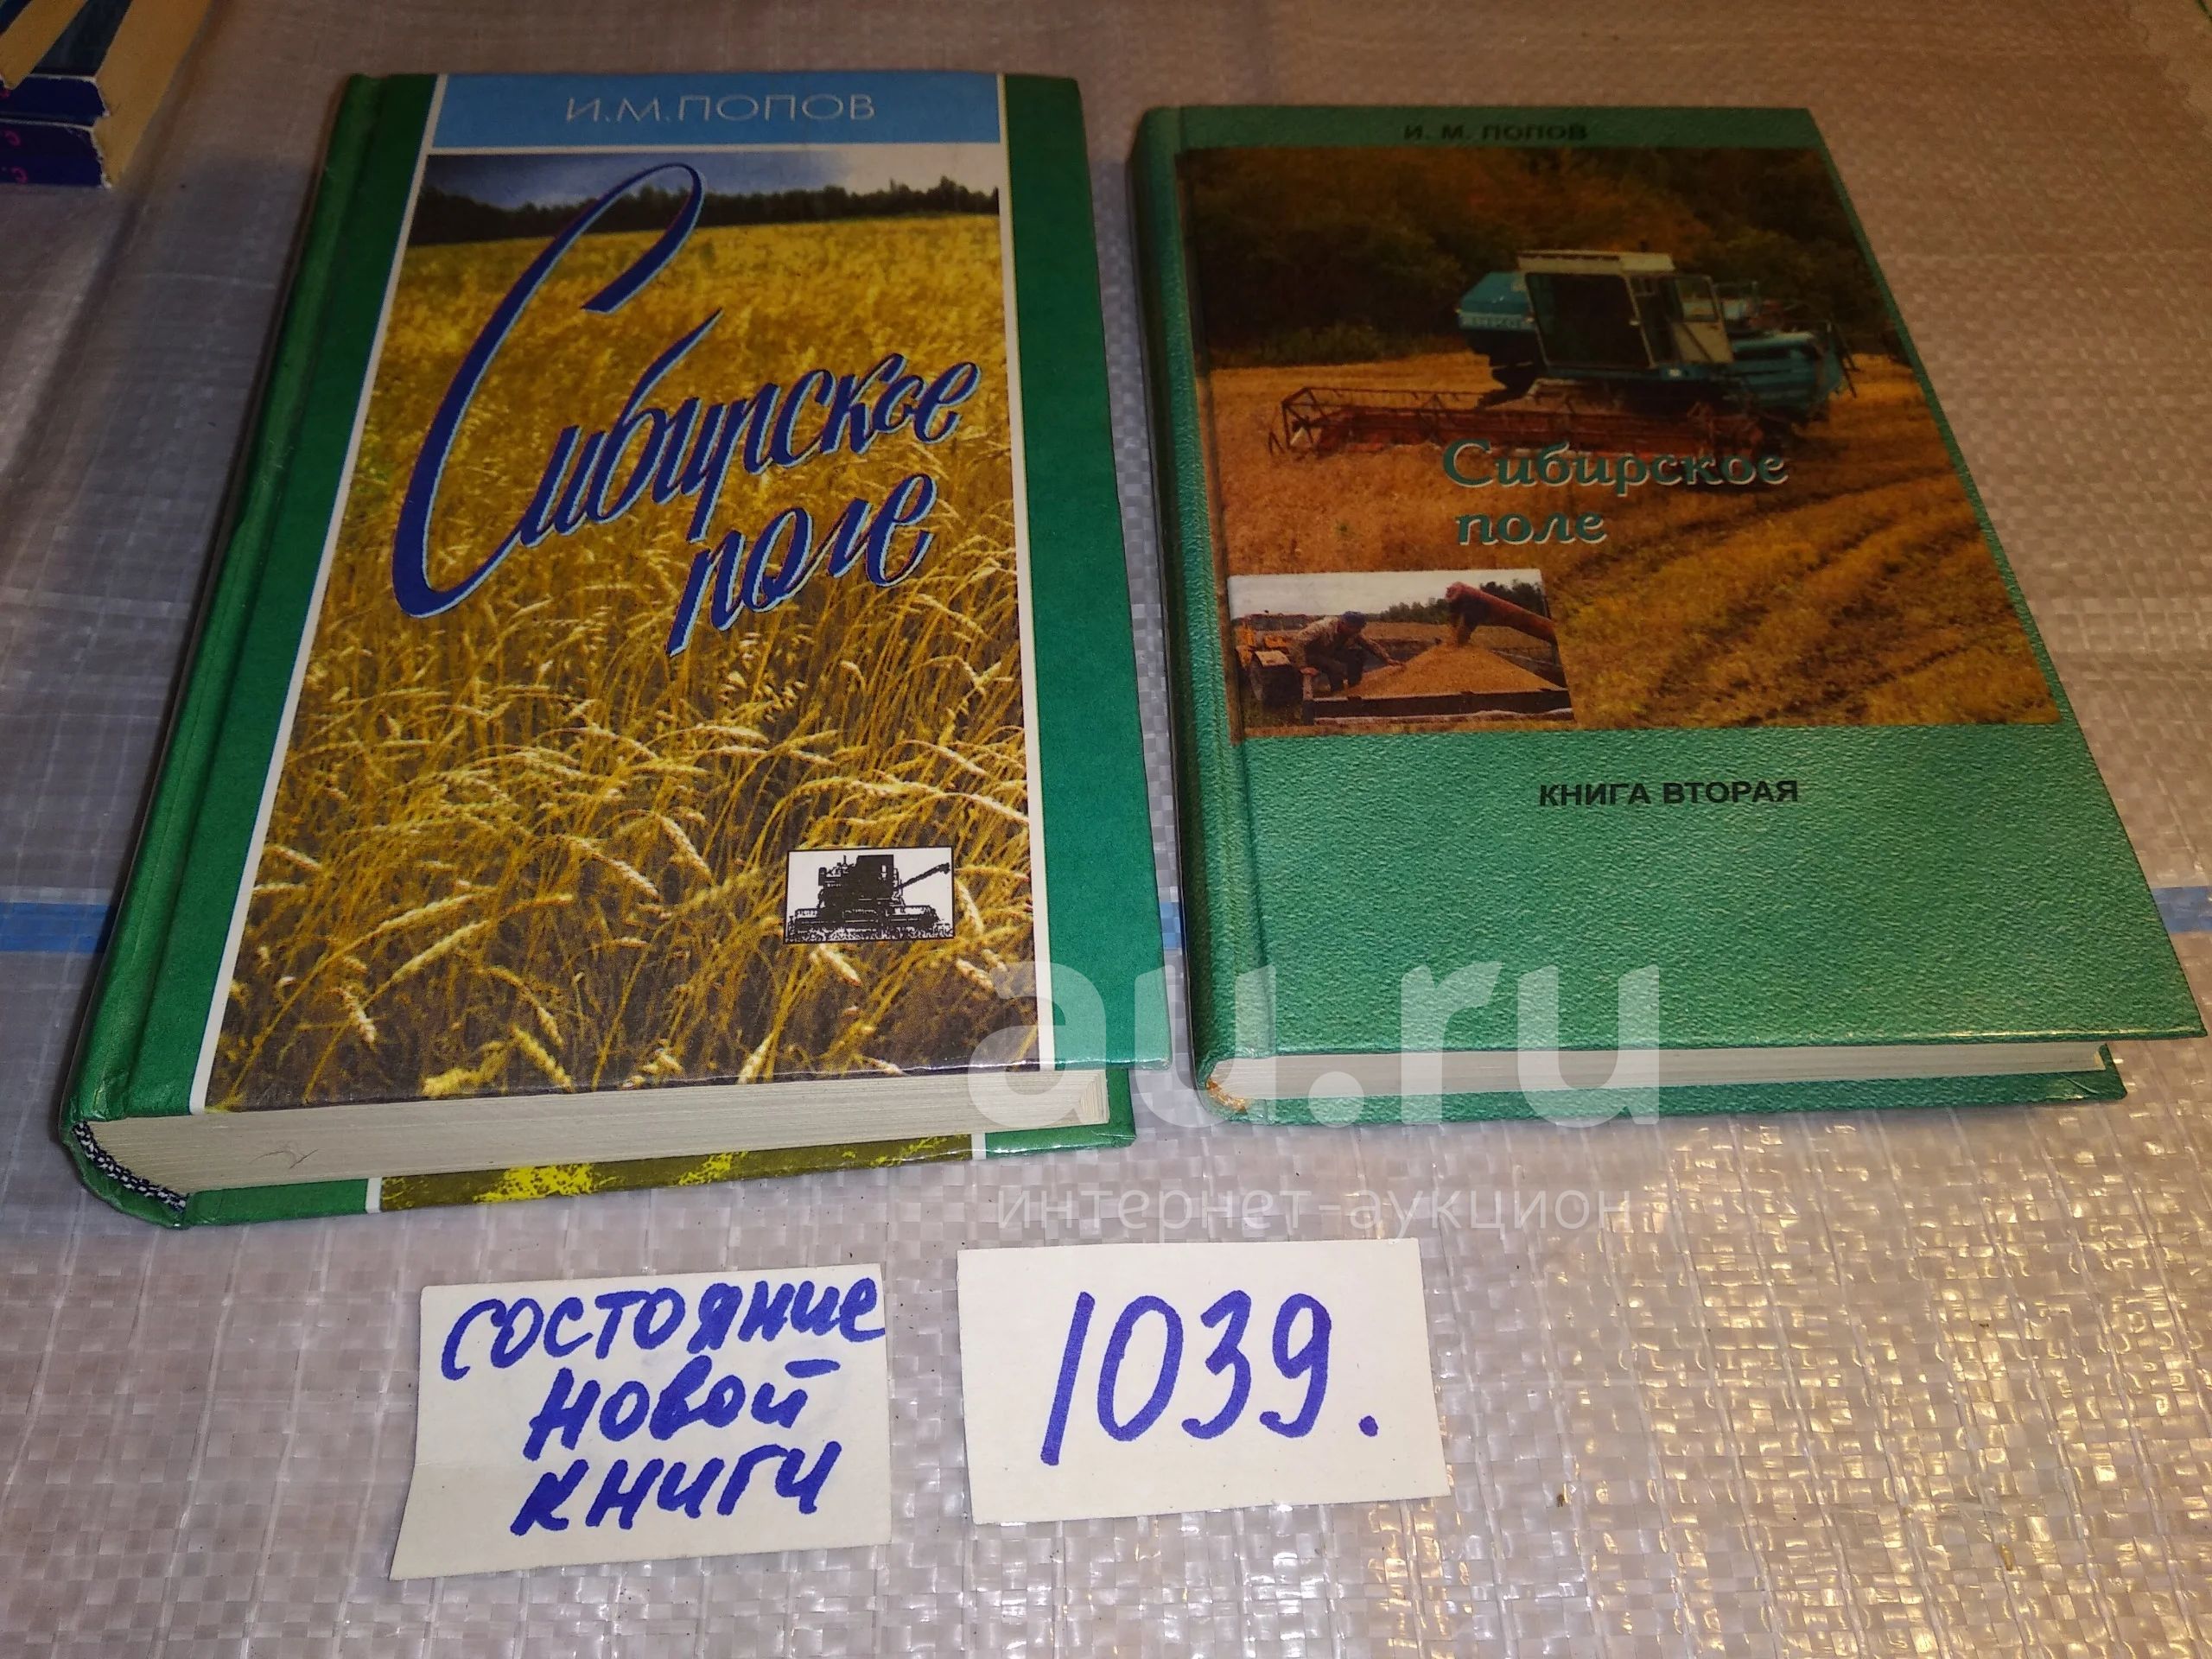 И.М.ПОПОВ
Сибирское
поле
И. М. ПОПОВ
Сибирское
поле
КНИГА ВТОРАЯ
au.ru
интернет-аукцион
состояние
новой
книги
1039.